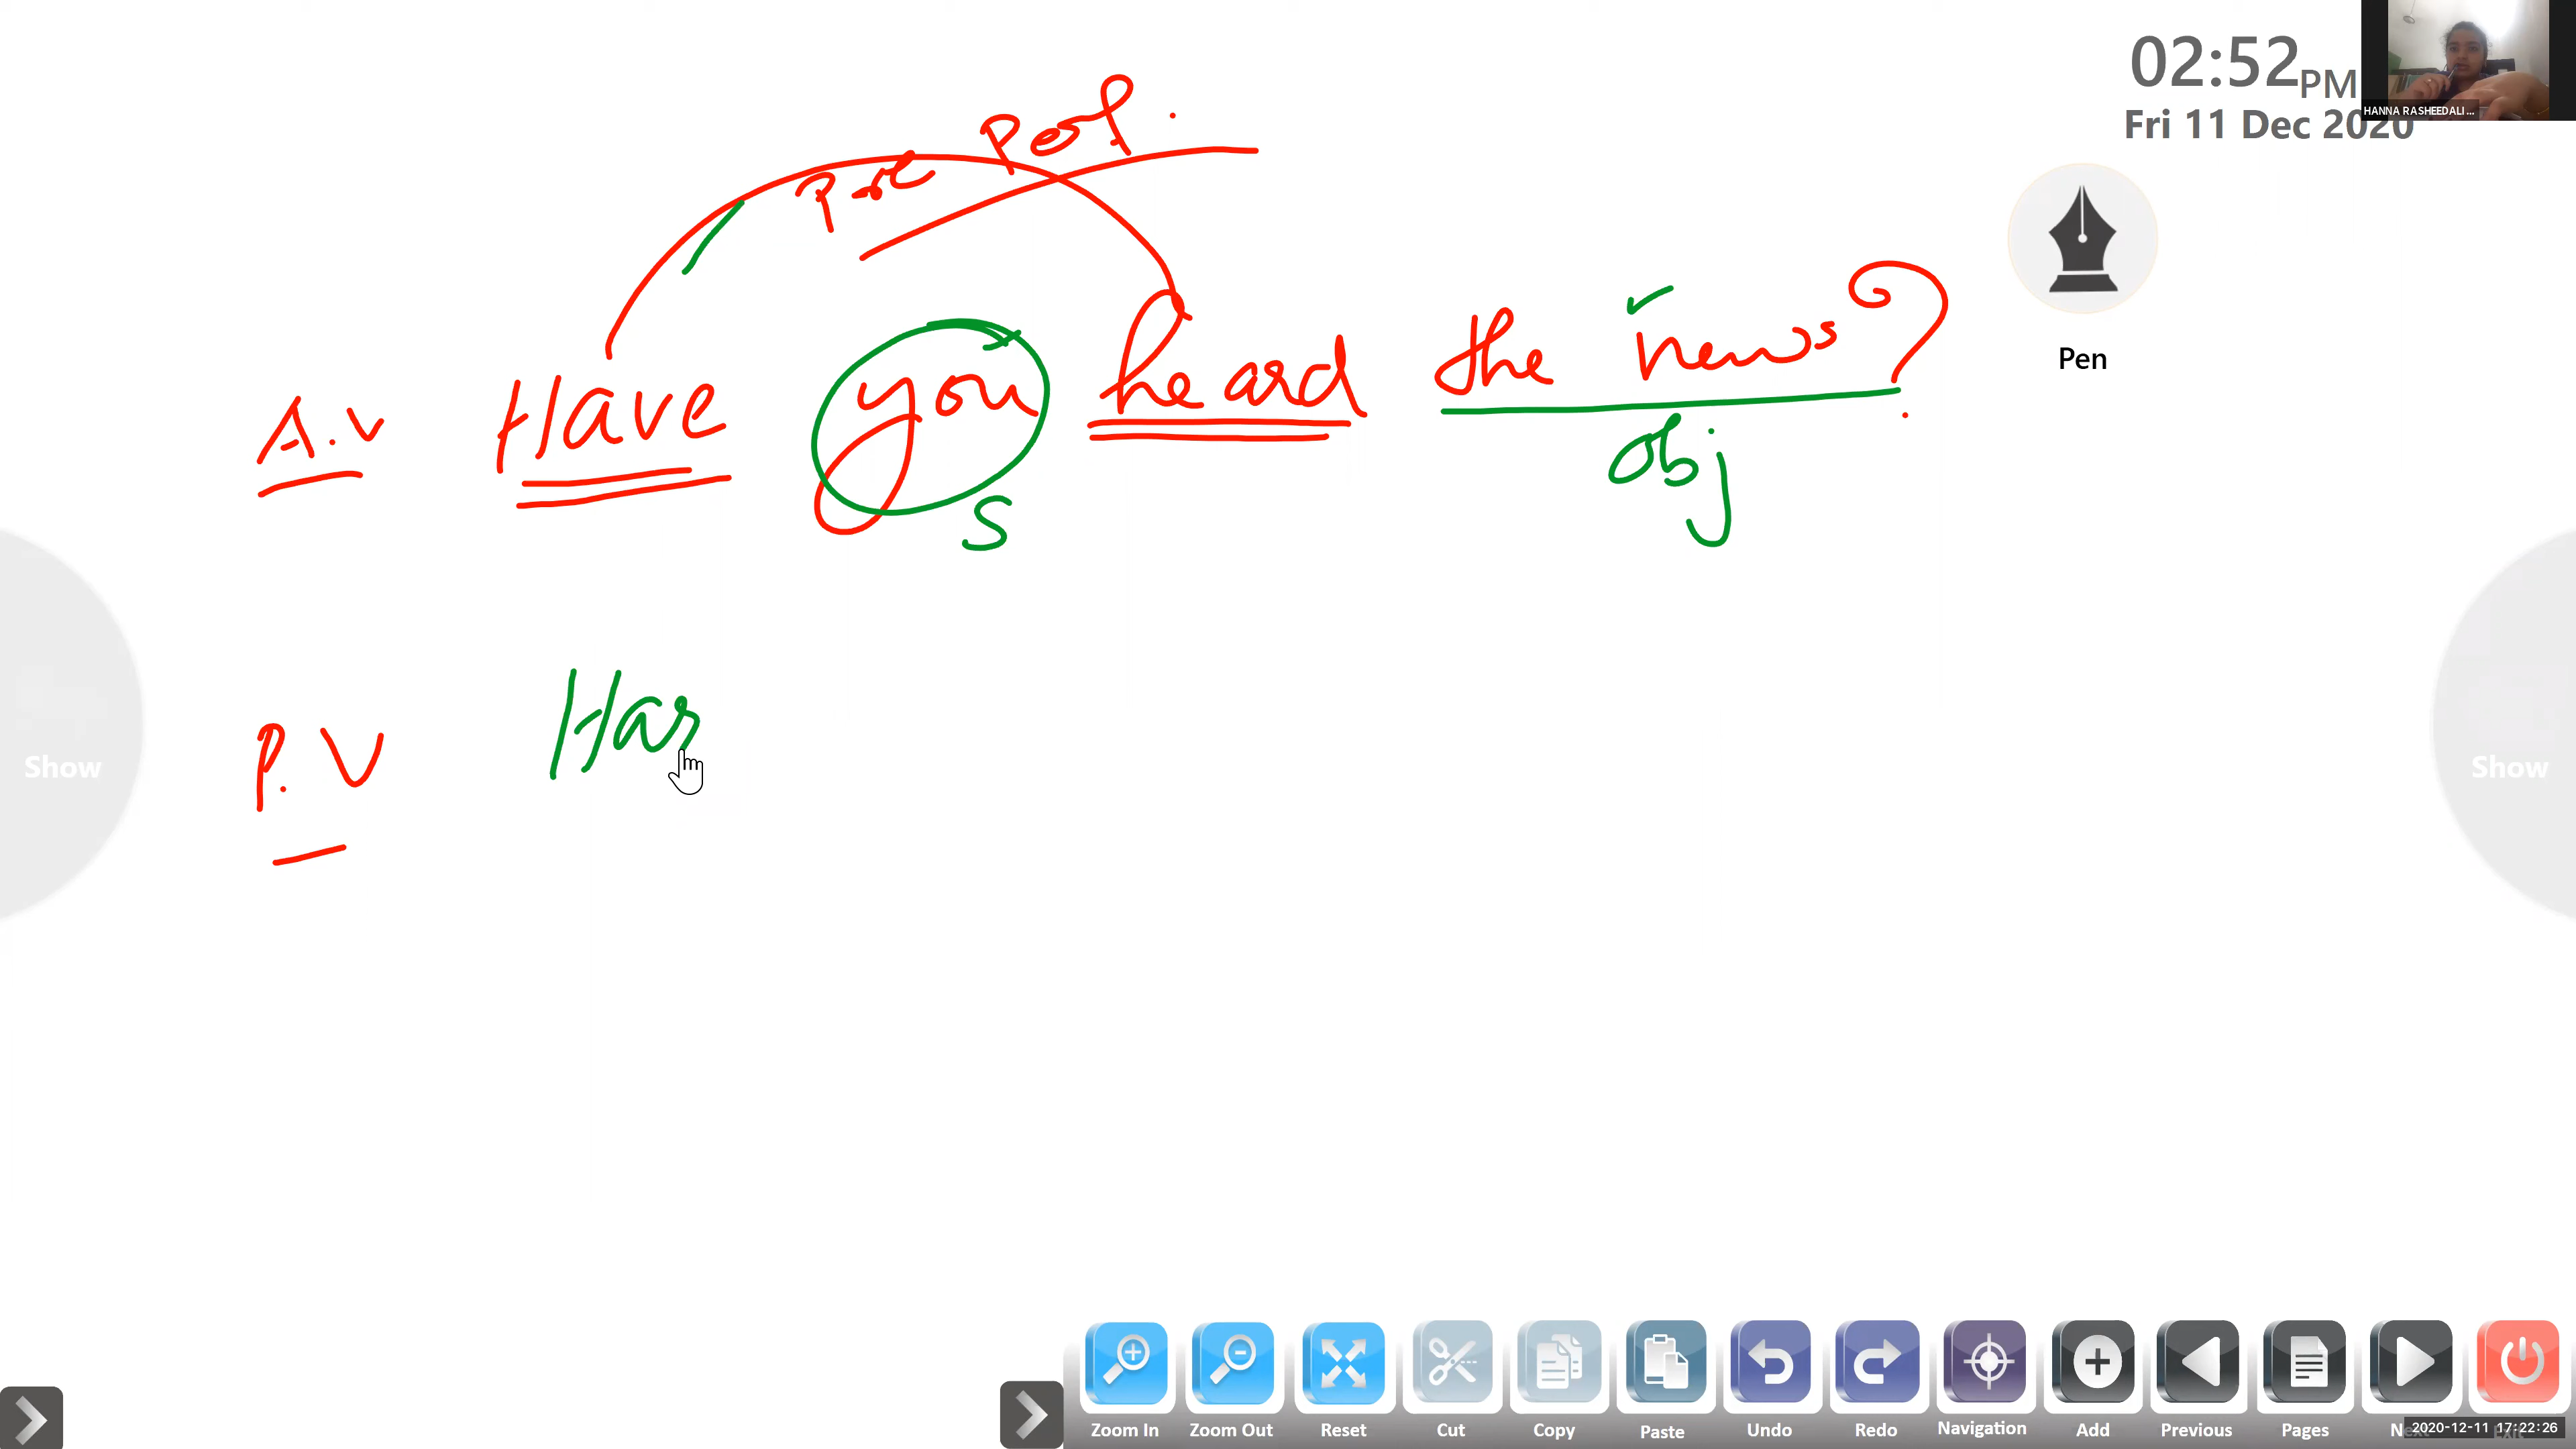 02:52 PM
HANNA RASHEEDALI...
Fri 11 Dec 2020
Pre Perf.
Pen
A.V Have you heard the news?
S obj
P.V Has
Show Show
Zoom In Zoom Out Reset Cut Copy Paste Undo Redo Navigation Add Previous Pages
2020-12-11 17:22:26